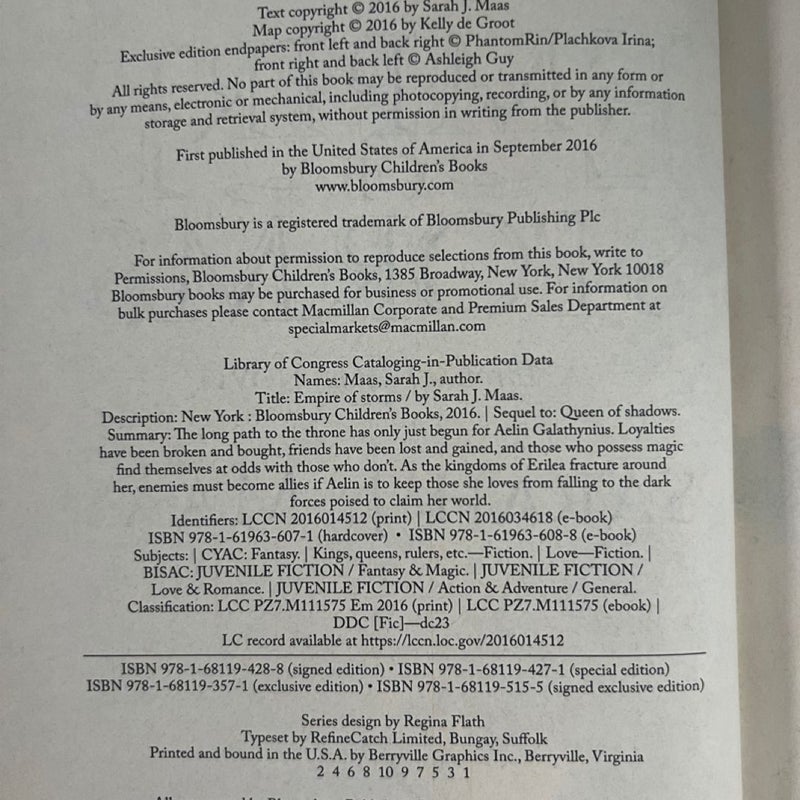 Text copyright © 2016 by Sarah J. Maas
Map copyright © 2016 by Kelly de Groot
Exclusive edition endpapers: front left and back right © PhantomRin/Plachkova Irina;
front right and back left © Ashleigh Guy
All rights reserved. No part of this book may be reproduced or transmitted in any form or
by any means, electronic or mechanical, including photocopying, recording, or by any information
storage and retrieval system, without permission in writing from the publisher.
First published in the United States of America in September 2016
by Bloomsbury Children's Books
www.bloomsbury.com
Bloomsbury is a registered trademark of Bloomsbury Publishing Plc
For information about permission to reproduce selections from this book, write to
Permissions, Bloomsbury Children's Books, 1385 Broadway, New York, New York 10018
Bloomsbury books may be purchased for business or promotional use. For information on
bulk purchases please contact Macmillan Corporate and Premium Sales Department at
specialmarkets@macmillan.com
Library of Congress Cataloging-in-Publication Data
Names: Maas, Sarah J., author.
Title: Empire of storms / by Sarah J. Maas.
Description: New York : Bloomsbury Children's Books, 2016. | Sequel to: Queen of shadows.
Summary: The long path to the throne has only just begun for Aelin Galathynius. Loyalties
have been broken and bought, friends have been lost and gained, and those who possess magic
find themselves at odds with those who don't. As the kingdoms of Erilea fracture around
her, enemies must become allies if Aelin is to keep those she loves from falling to the dark
forces poised to claim her world.
Identifiers: LCCN 2016014512 (print) | LCCN 2016034618 (e-book)
ISBN 978-1-61963-607-1 (hardcover) • ISBN 978-1-61963-608-8 (e-book)
Subjects: | CYAC: Fantasy. | Kings, queens, rulers, etc.—Fiction. | Love—Fiction. |
BISAC: JUVENILE FICTION / Fantasy & Magic. | JUVENILE FICTION /
Love & Romance. | JUVENILE FICTION / Action & Adventure / General.
Classification: LCC PZ7.M111575 Em 2016 (print) | LCC PZ7.M111575 (ebook) |
DDC [Fic]—dc23
LC record available at https://lccn.loc.gov/2016014512
ISBN 978-1-68119-428-8 (signed edition) • ISBN 978-1-68119-427-1 (special edition)
ISBN 978-1-68119-357-1 (exclusive edition) • ISBN 978-1-68119-515-5 (signed exclusive edition)
Series design by Regina Flath
Typeset by RefineCatch Limited, Bungay, Suffolk
Printed and bound in the U.S.A. by Berryville Graphics Inc., Berryville, Virginia
2 4 6 8 10 9 7 5 3 1